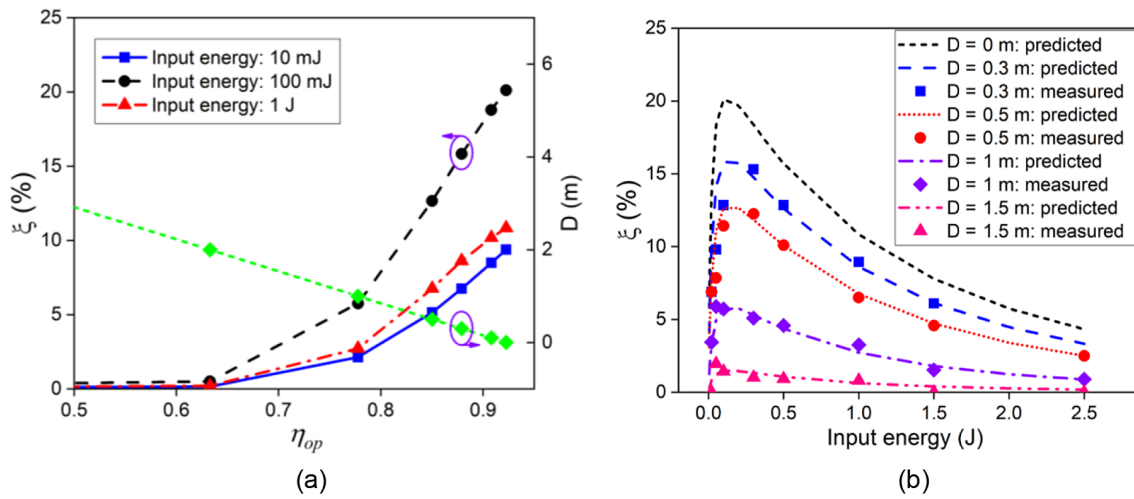 25
20
15
10
5
0
ξ (%)
Input energy: 10 mJ
Input energy: 100 mJ
Input energy: 1 J
6
4
2
0
D (m)
0.5 0.6 0.7 0.8 0.9
ηop
(a)
25
20
15
10
5
0
ξ (%)
D = 0 m: predicted
D = 0.3 m: predicted
D = 0.3 m: measured
D = 0.5 m: predicted
D = 0.5 m: measured
D = 1 m: predicted
D = 1 m: measured
D = 1.5 m: predicted
D = 1.5 m: measured
0.0 0.5 1.0 1.5 2.0 2.5
Input energy (J)
(b)